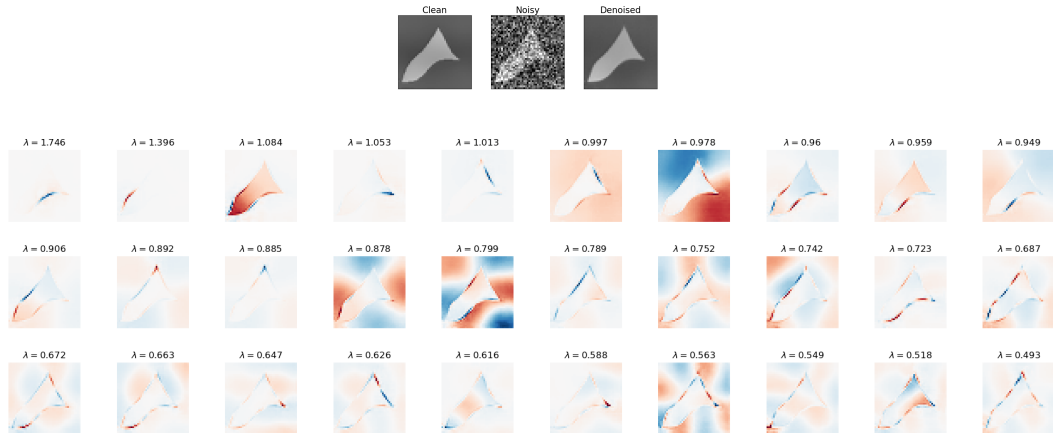 Clean Noisy Denoised
λ = 1.746 λ = 1.396 λ = 1.084 λ = 1.053 λ = 1.013 λ = 0.997 λ = 0.978 λ = 0.96 λ = 0.959 λ = 0.949
λ = 0.906 λ = 0.892 λ = 0.885 λ = 0.878 λ = 0.799 λ = 0.789 λ = 0.752 λ = 0.742 λ = 0.723 λ = 0.687
λ = 0.672 λ = 0.663 λ = 0.647 λ = 0.626 λ = 0.616 λ = 0.588 λ = 0.563 λ = 0.549 λ = 0.518 λ = 0.493